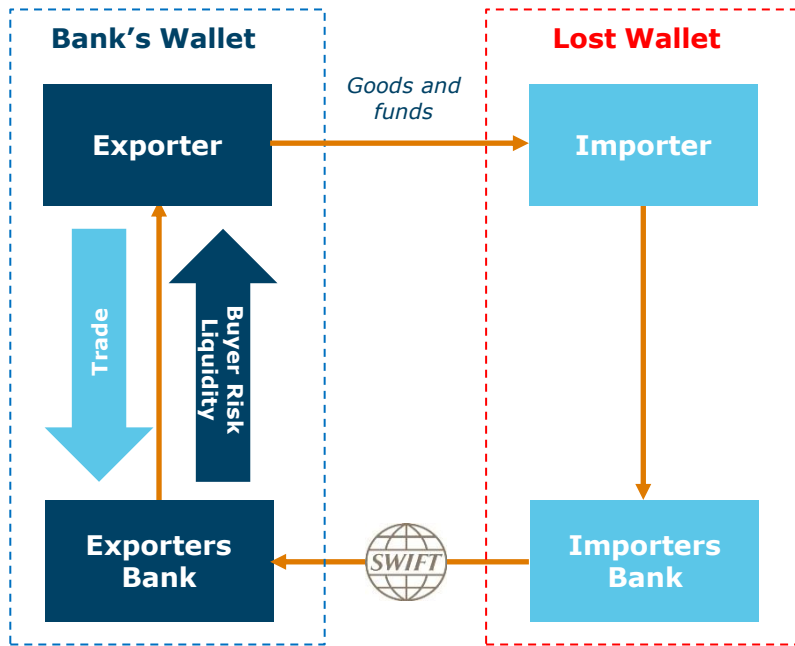 Bank’s Wallet
Lost Wallet
Exporter
Goods and
funds
Importer
Trade
Buyer Risk
Liquidity
Exporters
Bank
SWIFT
Importers
Bank